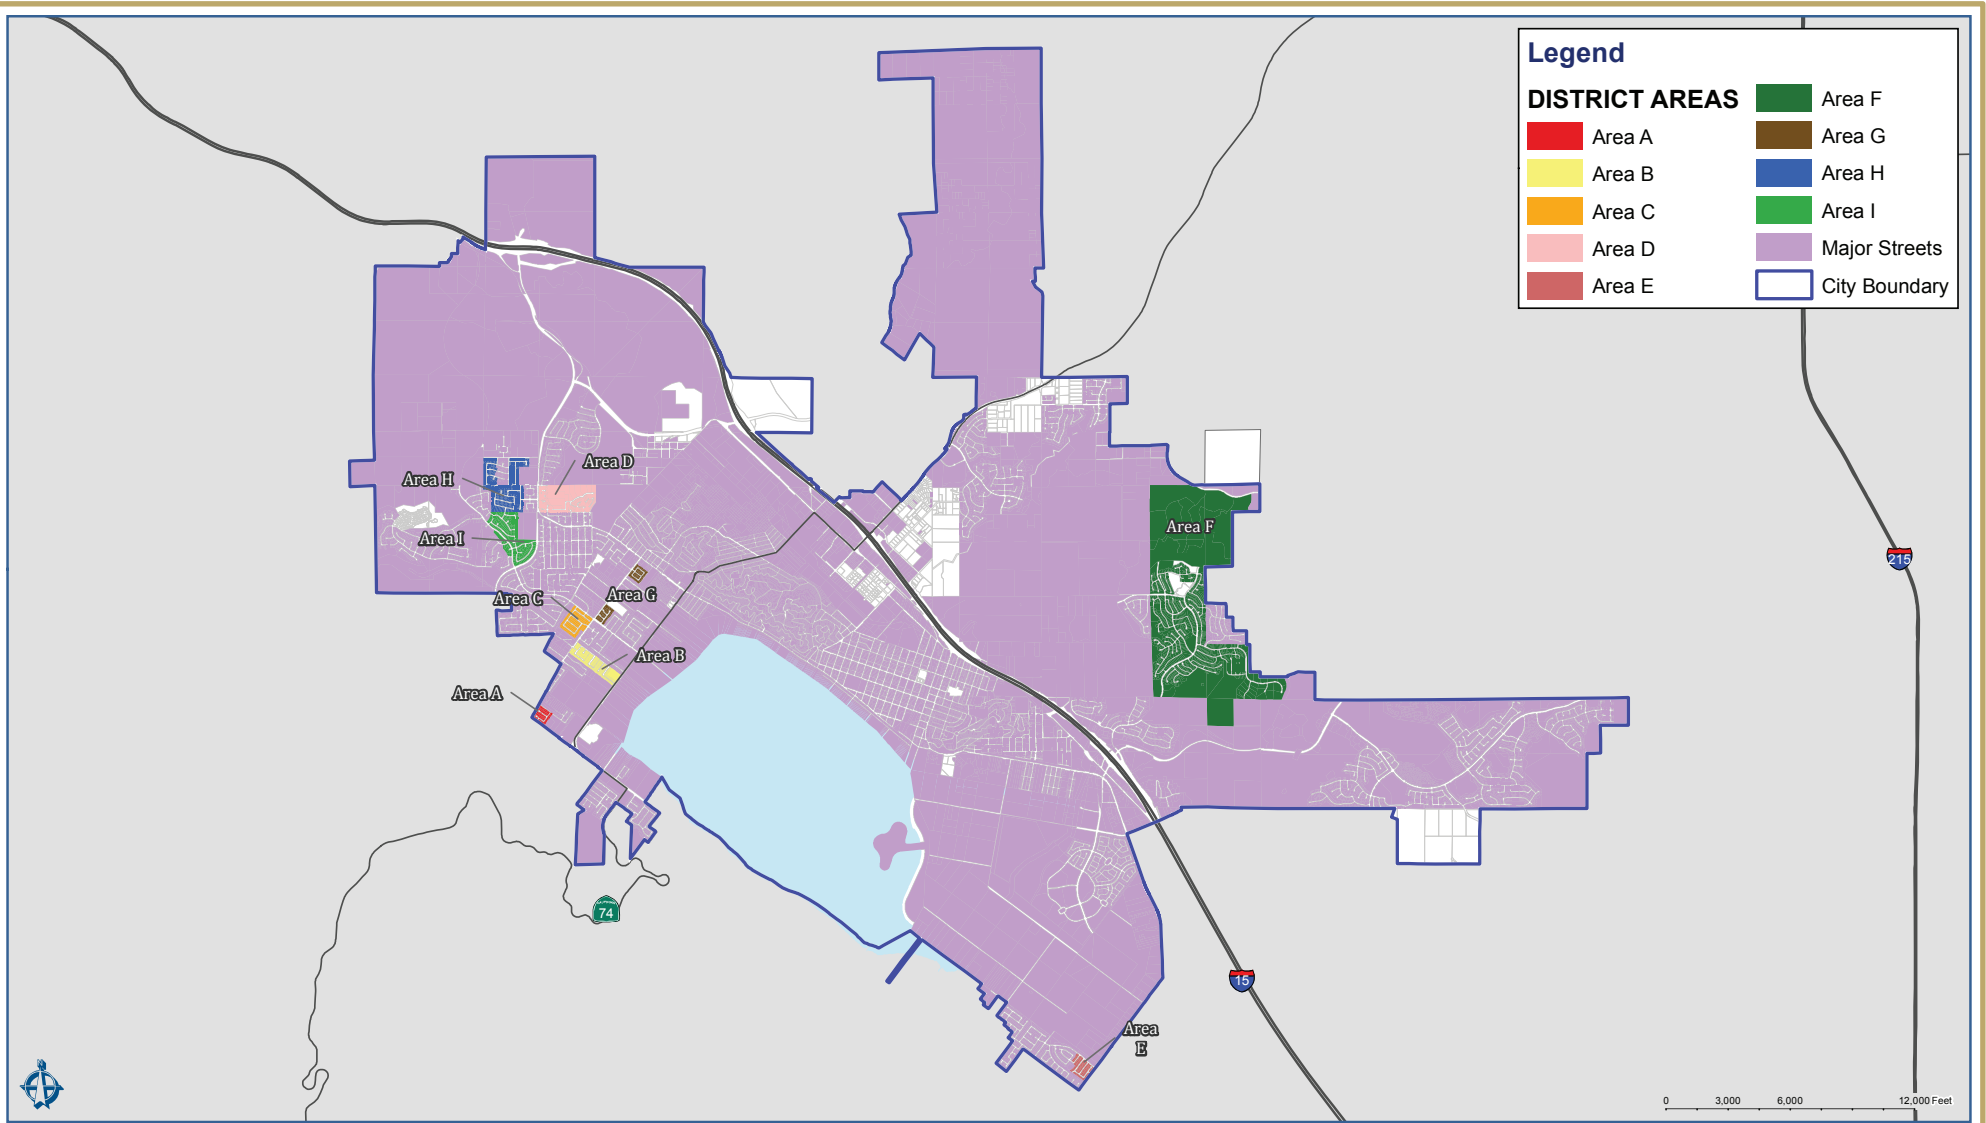 Legend
DISTRICT AREAS
Area A
Area B
Area C
Area D
Area E
Area F
Area G
Area H
Area I
Major Streets
City Boundary
Area D
Area H
Area F
Area I
Area C
Area G
Area B
Area A
215
74
15
Area
E
0 3,000 6,000 12,000 Feet